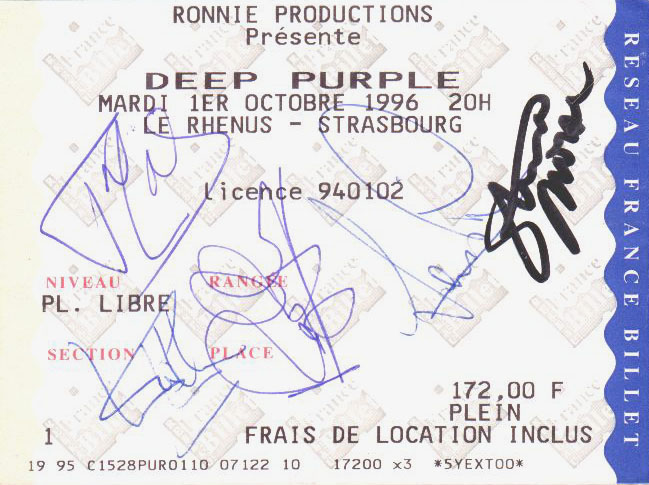 RONNIE PRODUCTIONS
Présente
DEEP PURPLE
MARDI 1ER OCTOBRE 1996 20H
LE RHENUS - STRASBOURG
licence 940102
NIVEAU RANGÉE
PL. LIBRE
SECTION PLACE
172,00 F
PLEIN
1 FRAIS DE LOCATION INCLUS
19 95 C1528PUR0110 07122 10 17200 x3 *5YEXTOO*
RESEAU FRANCE BILLET